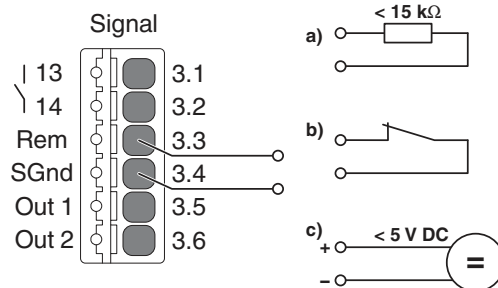 Signal
13 3.1
14 3.2
Rem 3.3
SGnd 3.4
Out 1 3.5
Out 2 3.6
a) < 15 kΩ
b)
c) < 5 V DC
+
–
=